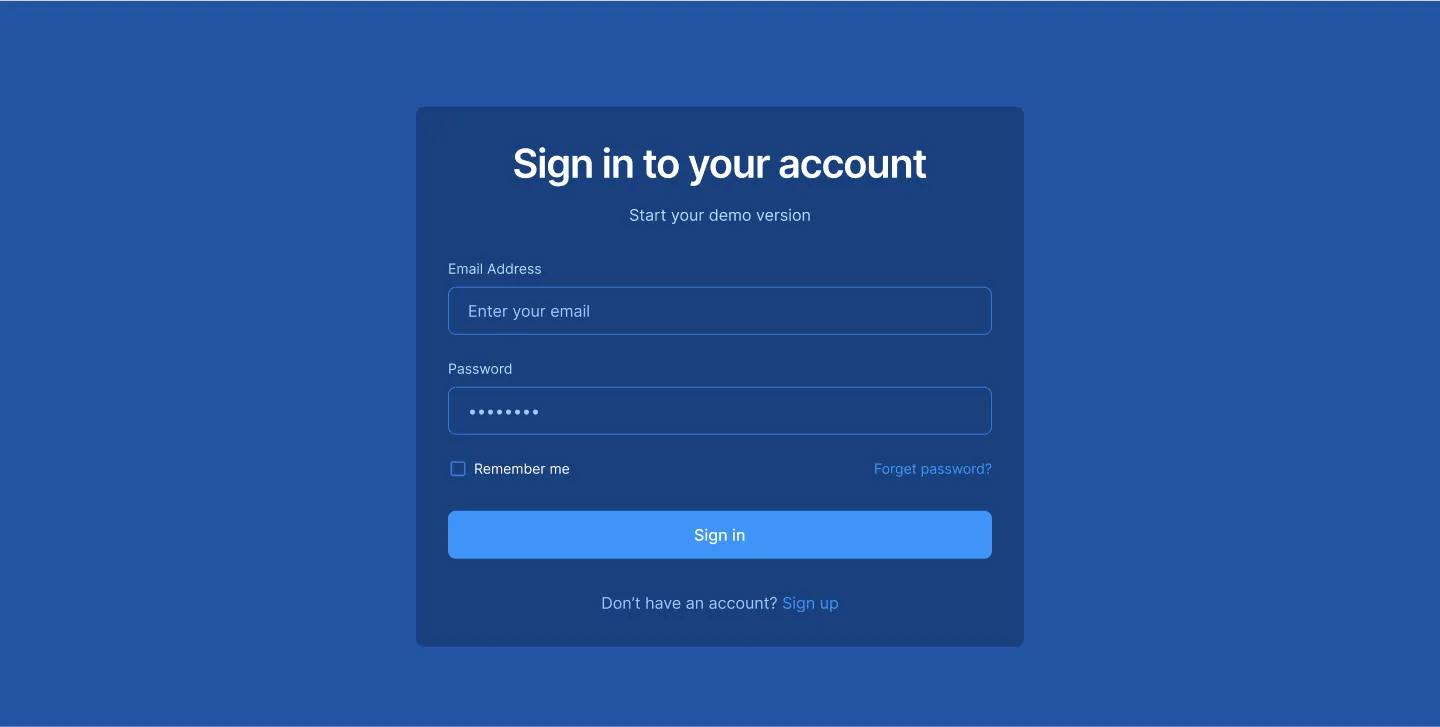 Sign in to your account
Start your demo version
Email Address
Enter your email
Password
••••••••
Remember me
Forget password?
Sign in
Don’t have an account? Sign up